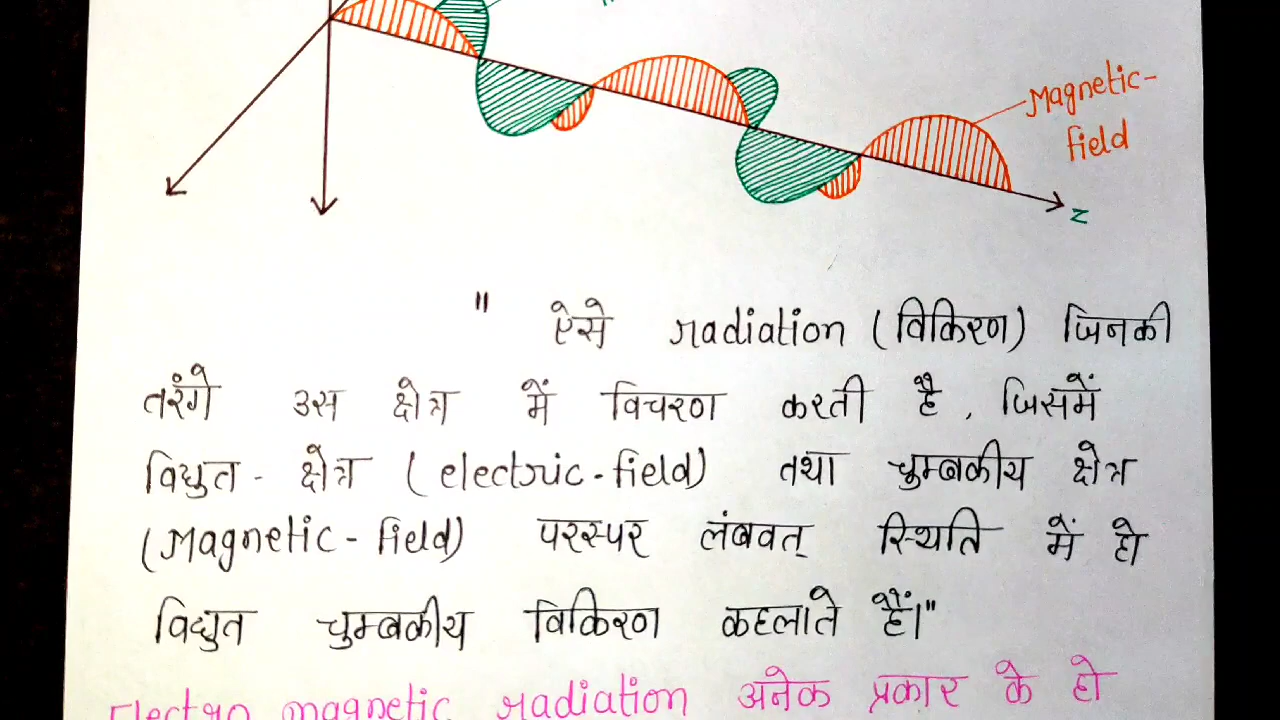 Magnetic-
field
z
" ऐसे radiation (विकिरण) जिनकी
तरंगे उस क्षेत्र में विचरण करती है , जिसमें
विधुत - क्षेत्र ( electric - field) तथा चुम्बकीय क्षेत्र
(Magnetic - field) परस्पर लंबवत् स्थिति में हो
विधुत चुम्बकीय विकिरण कहलाते हैं।"
Electro magnetic radiation अनेक प्रकार के हो